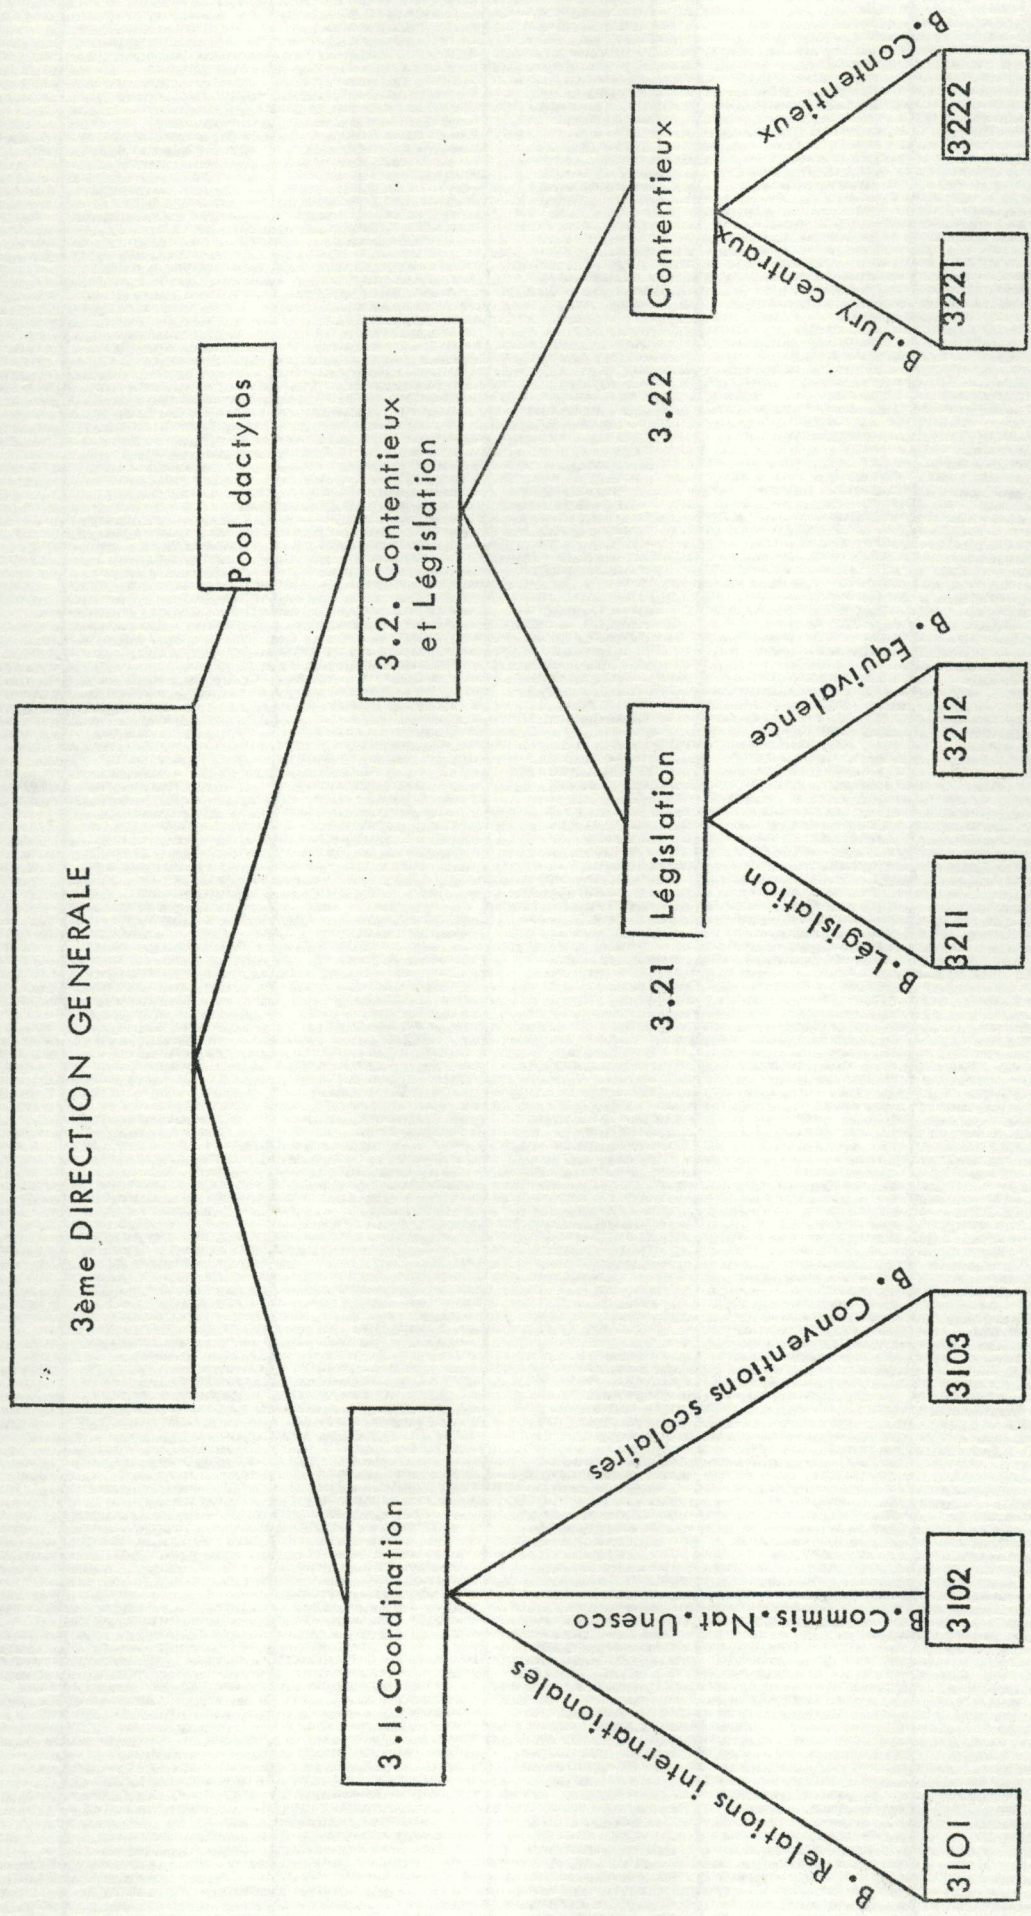 3ème DIRECTION GENERALE
Pool dactylos
3.1.Coordination
3.2. Contentieux
et Législation
3.21
Législation
3.22
Contentieux
B. Relations internationales
B.Commis.Nat.Unesco
B. Conventions scolaires
B.Législation
B. Equivalence
B.Jury centraux
B.Contentieux
3101
3102
3103
3211
3212
3221
3222